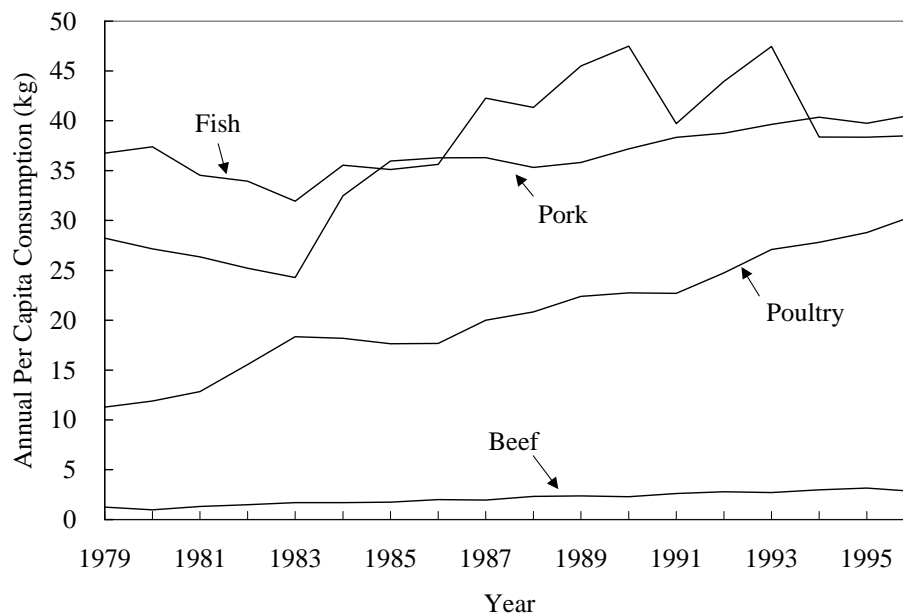 Annual Per Capita Consumption (kg)
50
45
40
35
30
25
20
15
10
5
0
Fish
Pork
Poultry
Beef
1979 1981 1983 1985 1987 1989 1991 1993 1995
Year